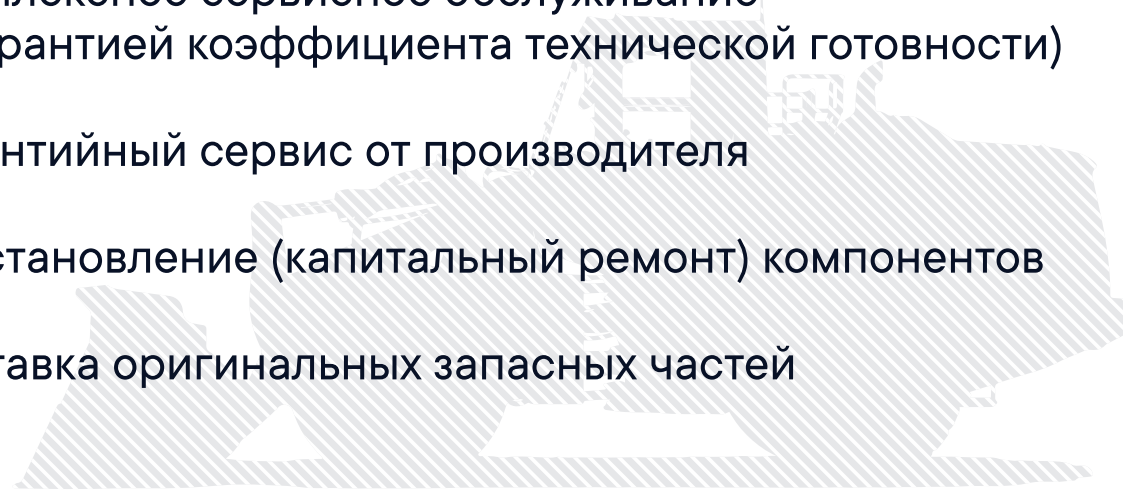 плексное сервисное обслуживание
рантией коэффициента технической готовности)
нтийный сервис от производителя
становление (капитальный ремонт) компонентов
тавка оригинальных запасных частей